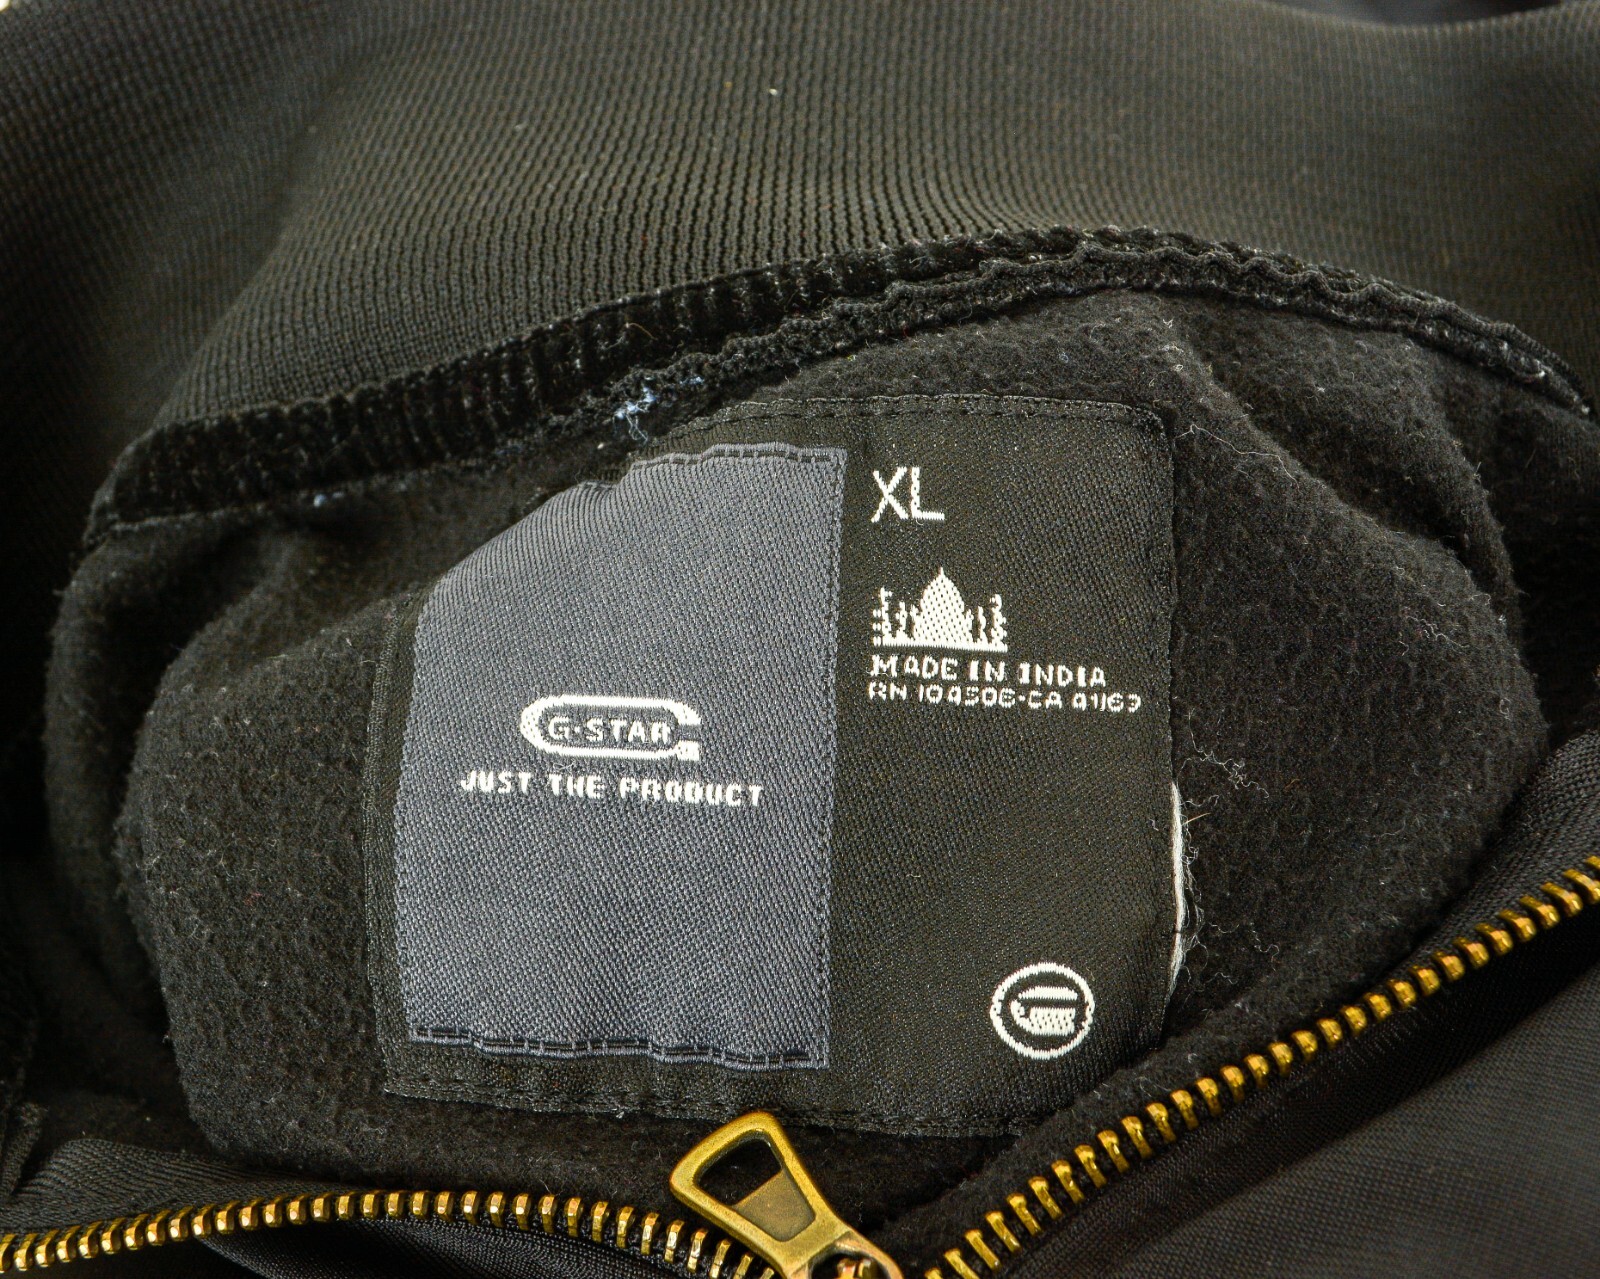 XL
G-STAR
JUST THE PRODUCT
MADE IN INDIA
RN 104506-CA 41163